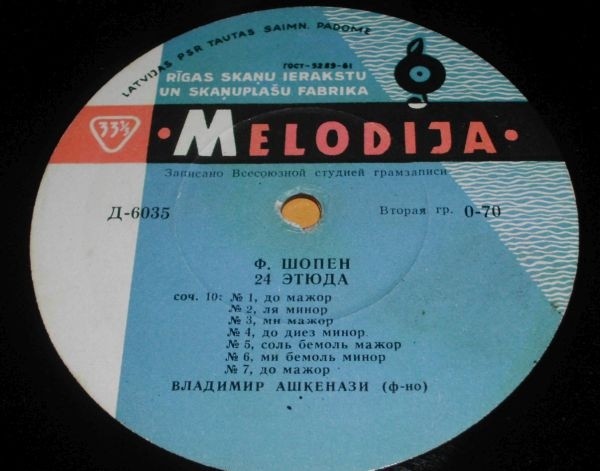 LATVIJAS PSR TAUTAS SAIMN. PADOME
ГОСТ-5289-61
RĪGAS SKAŅU IERAKSTU
UN SKAŅUPLAŠU FABRIKA
33⅓
·MELODIJA·
Записано Всесоюзной студией грамзаписи
Д-6035
Вторая гр. 0-70
Ф. ШОПЕН
24 ЭТЮДА
соч. 10: № 1, до мажор
№ 2, ля минор
№ 3, ми мажор
№ 4, до диез минор
№ 5, соль бемоль мажор
№ 6, ми бемоль минор
№ 7, до мажор
ВЛАДИМИР АШКЕНАЗИ (ф-но)